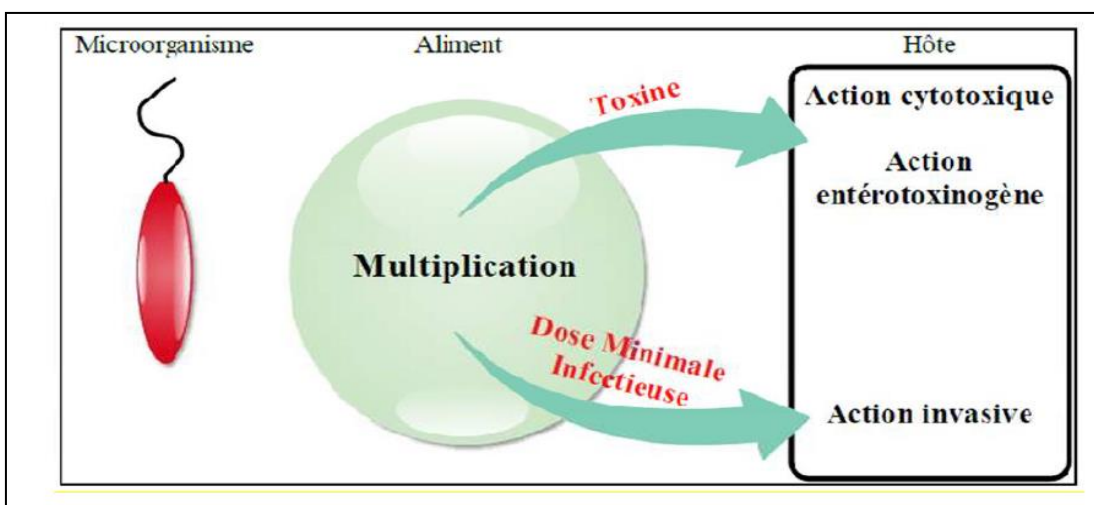 Microorganisme
Aliment
Hôte
Toxine
Action cytotoxique
Action
entérotoxinogène
Multiplication
Dose Minimale
Infectieuse
Action invasive